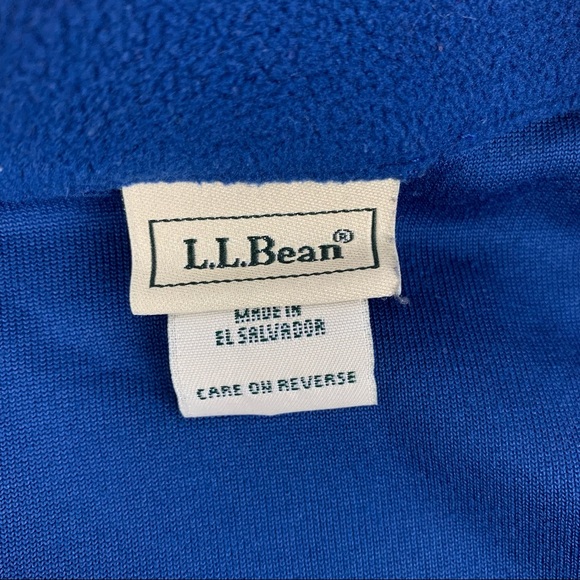 L.L.Bean®
MADE IN
EL SALVADOR
CARE ON REVERSE